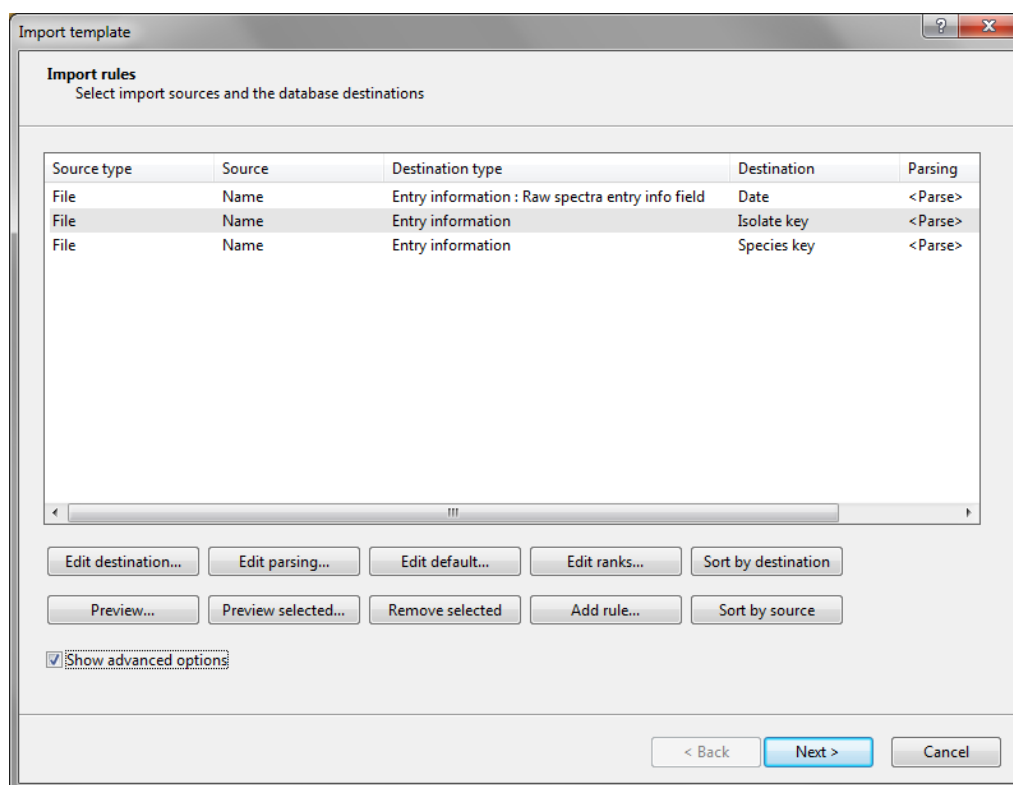 Import template
Import rules
Select import sources and the database destinations
Source type Source Destination type Destination Parsing
File Name Entry information : Raw spectra entry info field Date <Parse>
File Name Entry information Isolate key <Parse>
File Name Entry information Species key <Parse>
Edit destination... Edit parsing... Edit default... Edit ranks... Sort by destination
Preview... Preview selected... Remove selected Add rule... Sort by source
Show advanced options
< Back Next > Cancel